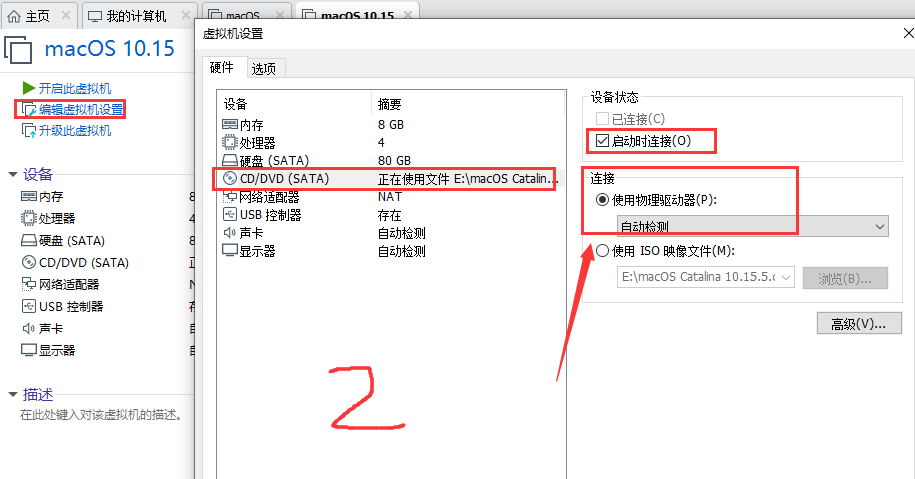 主页 我的计算机 macOS macOS 10.15
macOS 10.15
开启此虚拟机
编辑虚拟机设置
升级此虚拟机
设备
内存 8
处理器 4
硬盘 (SATA) 8
CD/DVD (SATA) 正
网络适配器 N
USB 控制器 存
声卡 自
显示器 自
描述
在此处键入对该虚拟机的描述。
虚拟机设置
硬件 选项
设备 摘要
内存 8 GB
处理器 4
硬盘 (SATA) 80 GB
CD/DVD (SATA) 正在使用文件 E:\macOS Catalin...
网络适配器 NAT
USB 控制器 存在
声卡 自动检测
显示器 自动检测
2
设备状态
已连接(C)
启动时连接(O)
连接
使用物理驱动器(P):
自动检测
使用 ISO 映像文件(M):
E:\macOS Catalina 10.15.5.c 浏览(B)...
高级(V)...